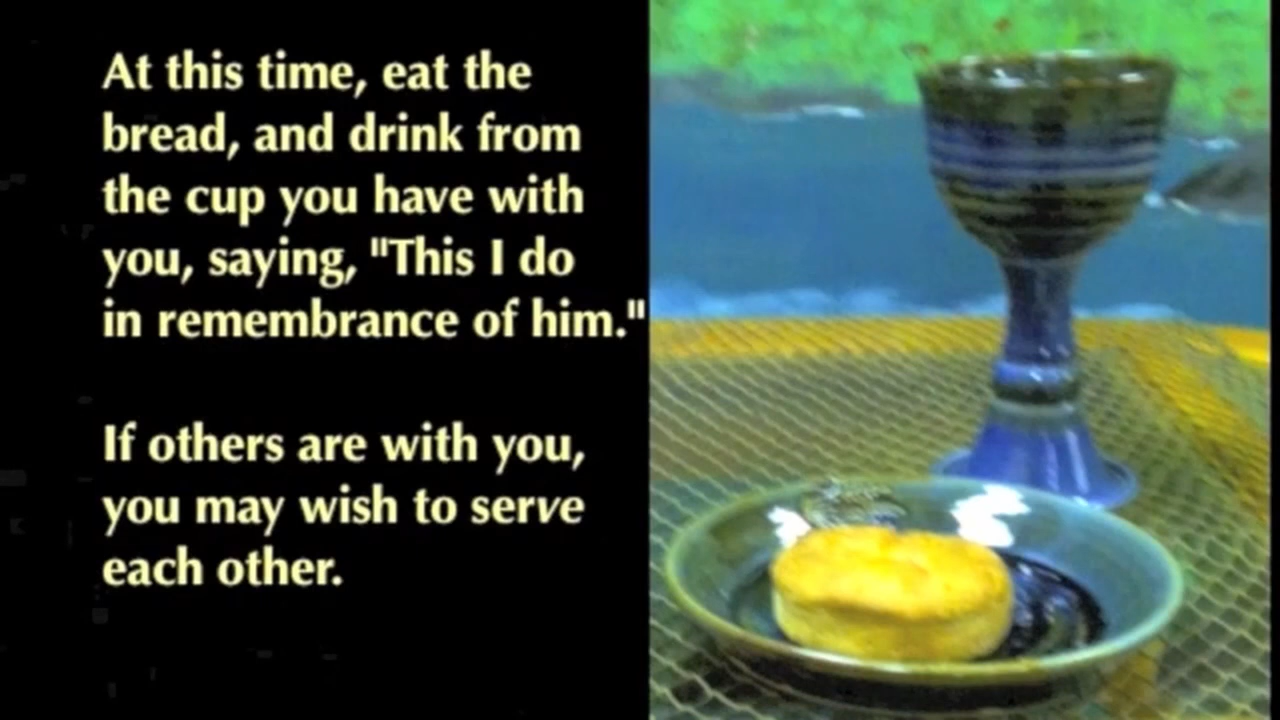 At this time, eat the
bread, and drink from
the cup you have with
you, saying, "This I do
in remembrance of him."
If others are with you,
you may wish to serve
each other.